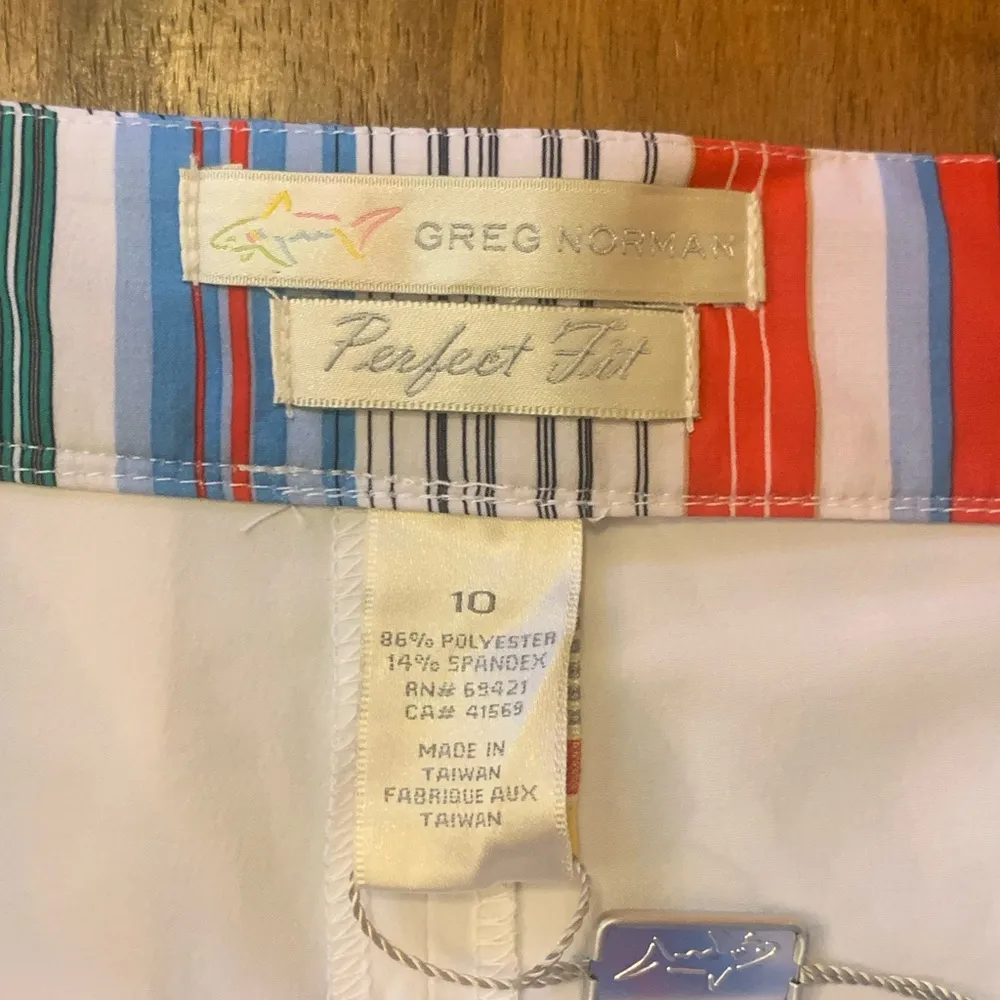 GREG NORMAN
Perfect Fit
10
86% POLYESTER
14% SPANDEX
RN# 69421
CA# 41569
MADE IN
TAIWAN
FABRIQUE AUX
TAIWAN